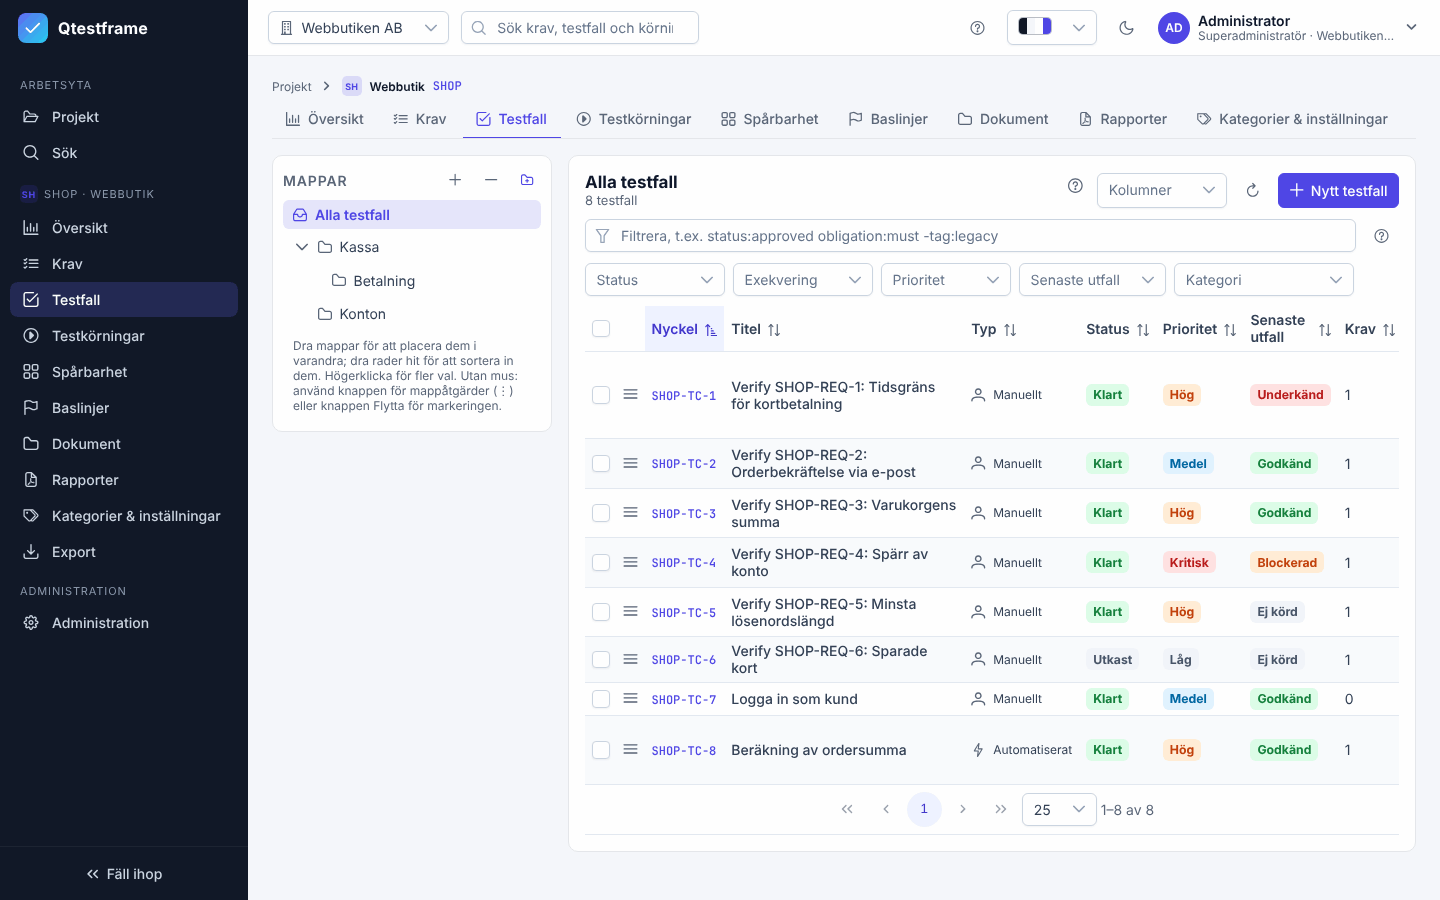 Qtestframe
Webbutiken AB
Sök krav, testfall och körnii
AD
Administrator
Superadministratör · Webbutiken...
ARBETSYTA
Projekt
Sök
SH SHOP · WEBBUTIK
Översikt
Krav
Testfall
Testkörningar
Spårbarhet
Baslinjer
Dokument
Rapporter
Kategorier & inställningar
Export
ADMINISTRATION
Administration
Fäll ihop
Projekt > SH Webbutik SHOP
Översikt Krav Testfall Testkörningar Spårbarhet Baslinjer Dokument Rapporter Kategorier & inställningar
MAPPAR
Alla testfall
Kassa
Betalning
Konton
Dra mappar för att placera dem i
varandra; dra rader hit för att sortera in
dem. Högerklicka för fler val. Utan mus:
använd knappen för mappåtgärder (⋮)
eller knappen Flytta för markeringen.
Alla testfall
8 testfall
Kolumner
Nytt testfall
Filtrera, t.ex. status:approved obligation:must -tag:legacy
Status Exekvering Prioritet Senaste utfall Kategori
Nyckel Titel Typ Status Prioritet Senaste utfall Krav
SHOP-TC-1 Verify SHOP-REQ-1: Tidsgräns för kortbetalning Manuellt Klart Hög Underkänd 1
SHOP-TC-2 Verify SHOP-REQ-2: Orderbekräftelse via e-post Manuellt Klart Medel Godkänd 1
SHOP-TC-3 Verify SHOP-REQ-3: Varukorgens summa Manuellt Klart Hög Godkänd 1
SHOP-TC-4 Verify SHOP-REQ-4: Spärr av konto Manuellt Klart Kritisk Blockerad 1
SHOP-TC-5 Verify SHOP-REQ-5: Minsta lösenordslängd Manuellt Klart Hög Ej körd 1
SHOP-TC-6 Verify SHOP-REQ-6: Sparade kort Manuellt Utkast Låg Ej körd 1
SHOP-TC-7 Logga in som kund Manuellt Klart Medel Godkänd 0
SHOP-TC-8 Beräkning av ordersumma Automatiserat Klart Hög Godkänd 1
1 25 1–8 av 8